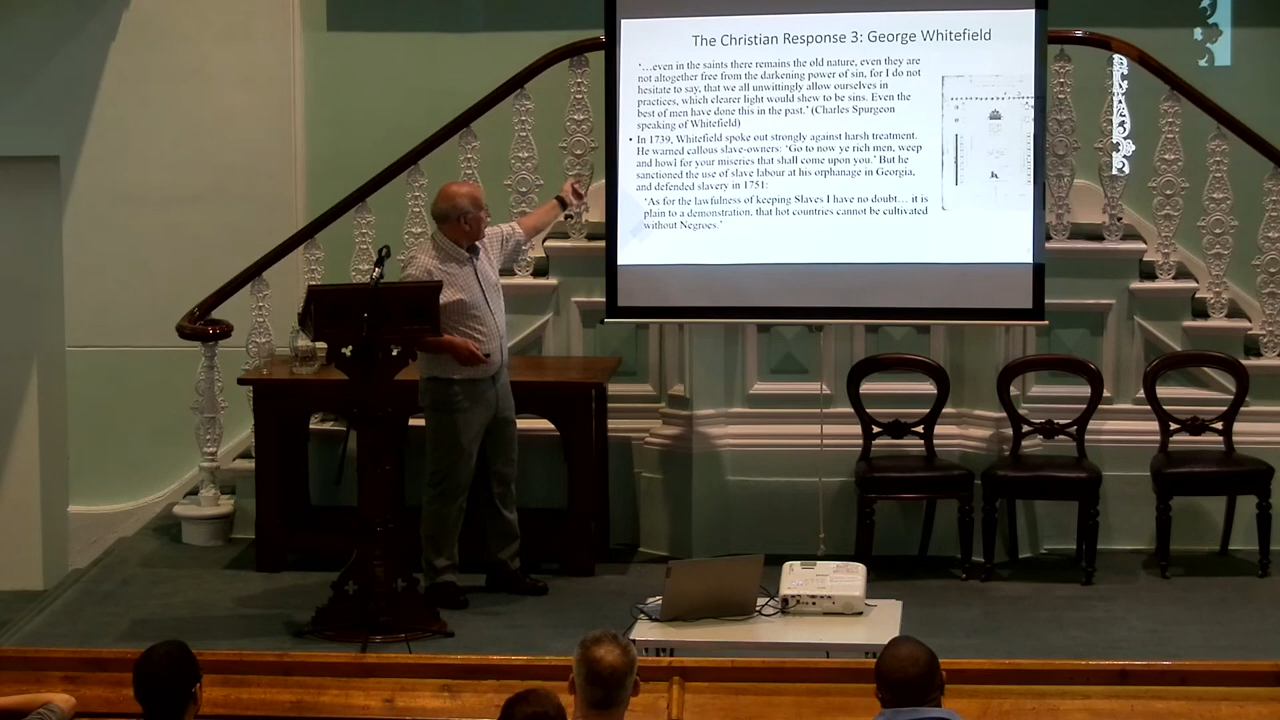 The Christian Response 3: George Whitefield
‘…even in the saints there remains the old nature, even they are
not altogether free from the darkening power of sin, for I do not
hesitate to say, that we all unwittingly allow ourselves in
practices, which clearer light would shew to be sins. Even the
best of men have done this in the past.’ (Charles Spurgeon
speaking of Whitefield)
• In 1739, Whitefield spoke out strongly against harsh treatment.
He warned callous slave-owners: ‘Go to now ye rich men, weep
and howl for your miseries that shall come upon you.’ But he
sanctioned the use of slave labour at his orphanage in Georgia,
and defended slavery in 1751:
‘As for the lawfulness of keeping Slaves I have no doubt… it is
plain to a demonstration, that hot countries cannot be cultivated
without Negroes.’